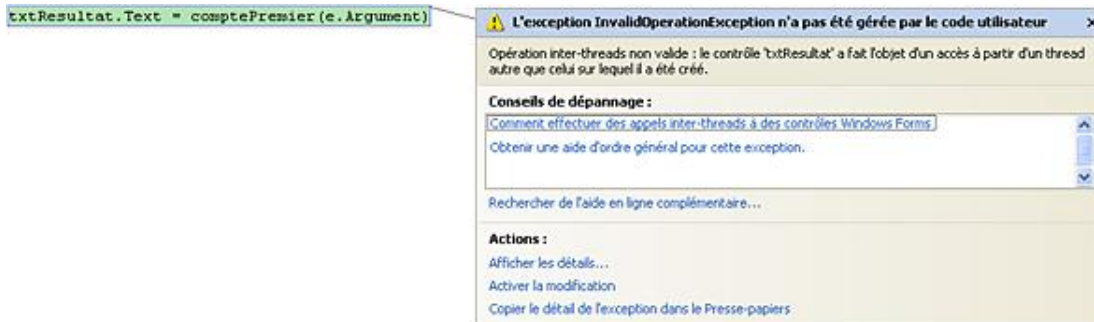 txtResultat.Text = comptePremier(e.Argument)
L'exception InvalidOperationException n'a pas été gérée par le code utilisateur
Opération inter-threads non valide : le contrôle 'txtResultat' a fait l'objet d'un accès à partir d'un thread
autre que celui sur lequel il a été créé.
Conseils de dépannage :
Comment effectuer des appels inter-threads à des contrôles Windows Forms
Obtenir une aide d'ordre général pour cette exception.
Rechercher de l'aide en ligne complémentaire...
Actions :
Afficher les détails...
Activer la modification
Copier le détail de l'exception dans le Presse-papiers